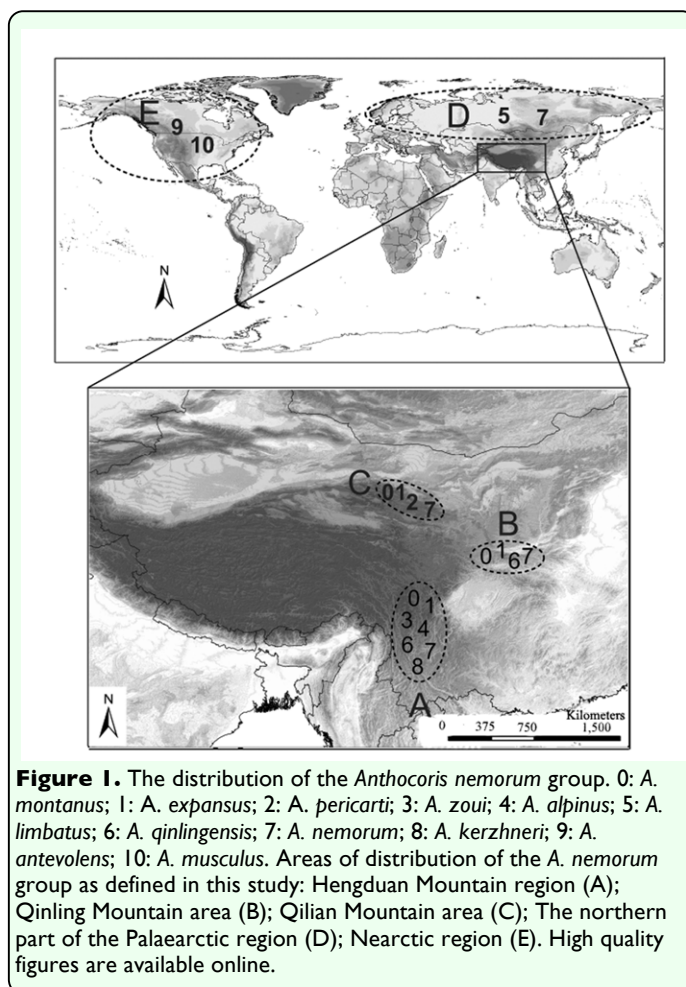 E
9
10
D
5 7
N
C
0 1 2 7
B
0 1 6 7
0 1
3 4
6 7
8
A
N
Kilometers
0 375 750 1,500
Figure 1. The distribution of the Anthocoris nemorum group. 0: A.
montanus; 1: A. expansus; 2: A. pericarti; 3: A. zoui; 4: A. alpinus; 5: A.
limbatus; 6: A. qinlingensis; 7: A. nemorum; 8: A. kerzhneri; 9: A.
antevolens; 10: A. musculus. Areas of distribution of the A. nemorum
group as defined in this study: Hengduan Mountain region (A);
Qinling Mountain area (B); Qilian Mountain area (C); The northern
part of the Palaearctic region (D); Nearctic region (E). High quality
figures are available online.